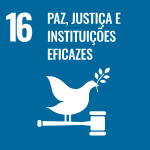 16 PAZ, JUSTIÇA E
INSTITUIÇÕES
EFICAZES